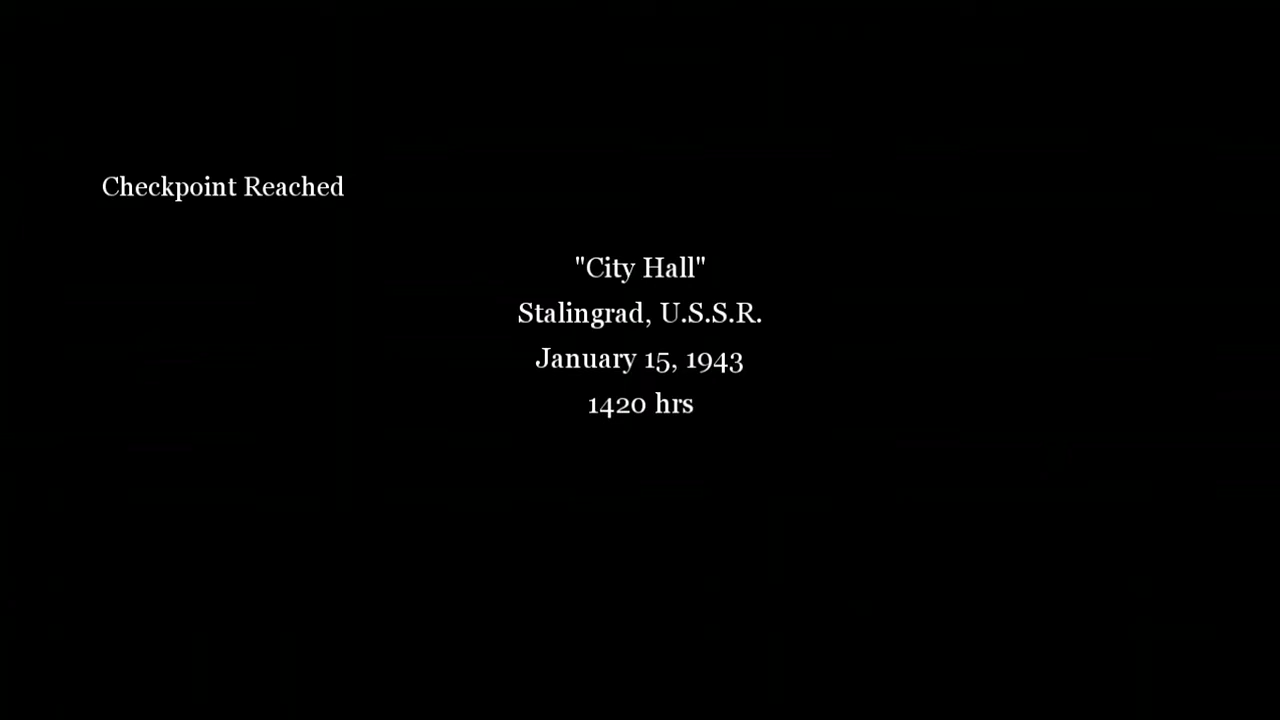 Checkpoint Reached
"City Hall"
Stalingrad, U.S.S.R.
January 15, 1943
1420 hrs